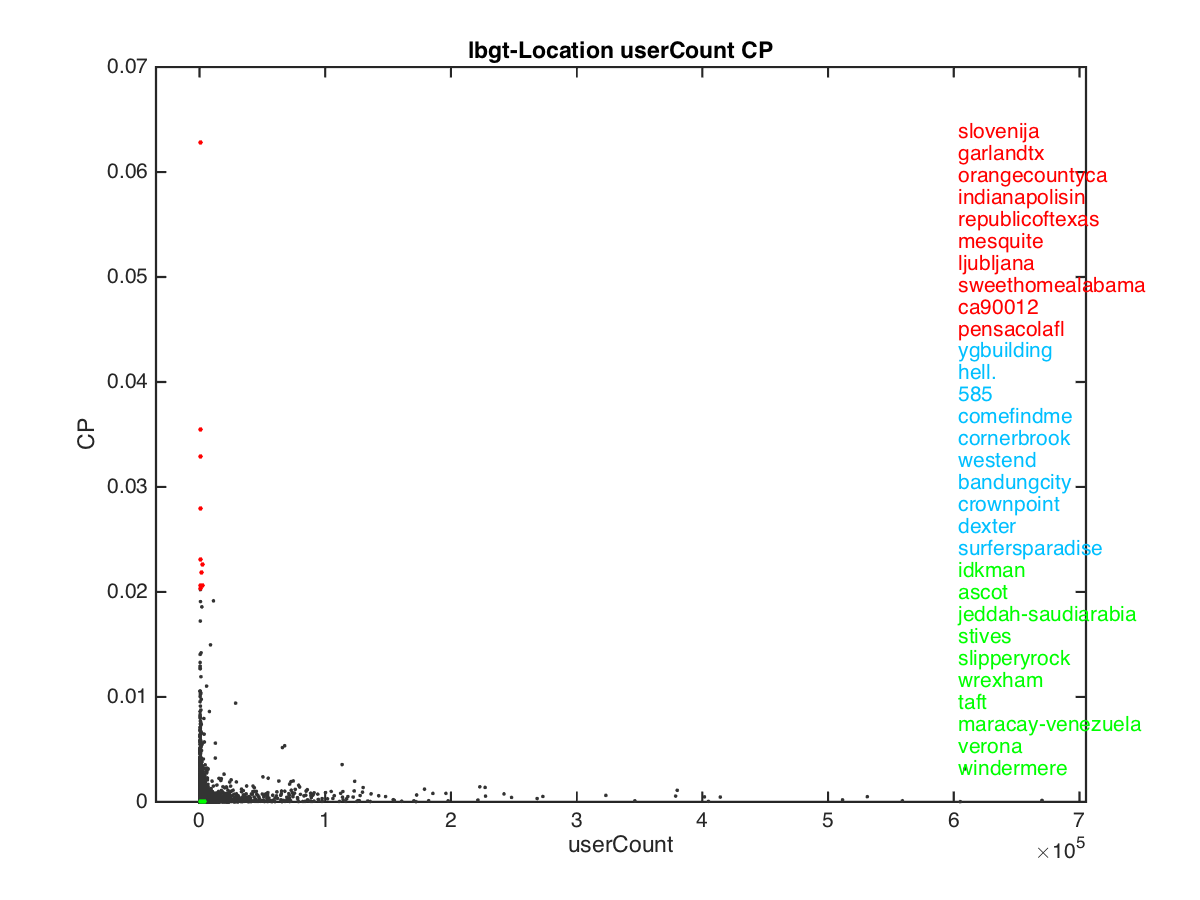 lbgt-Location userCount CP
0.07
0.06
0.05
0.04
0.03
0.02
0.01
0
CP
slovenija
garlandtx
orangecountyca
indianapolisin
republicoftexas
mesquite
ljubljana
sweethomealabama
ca90012
pensacolafl
ygbuilding
hell.
585
comefindme
cornerbrook
westend
bandungcity
crownpoint
dexter
surfersparadise
idkman
ascot
jeddah-saudiarabia
stives
slipperyrock
wrexham
taft
maracay-venezuela
verona
windermere
0 1 2 3 4 5 6 7
userCount
×10⁵